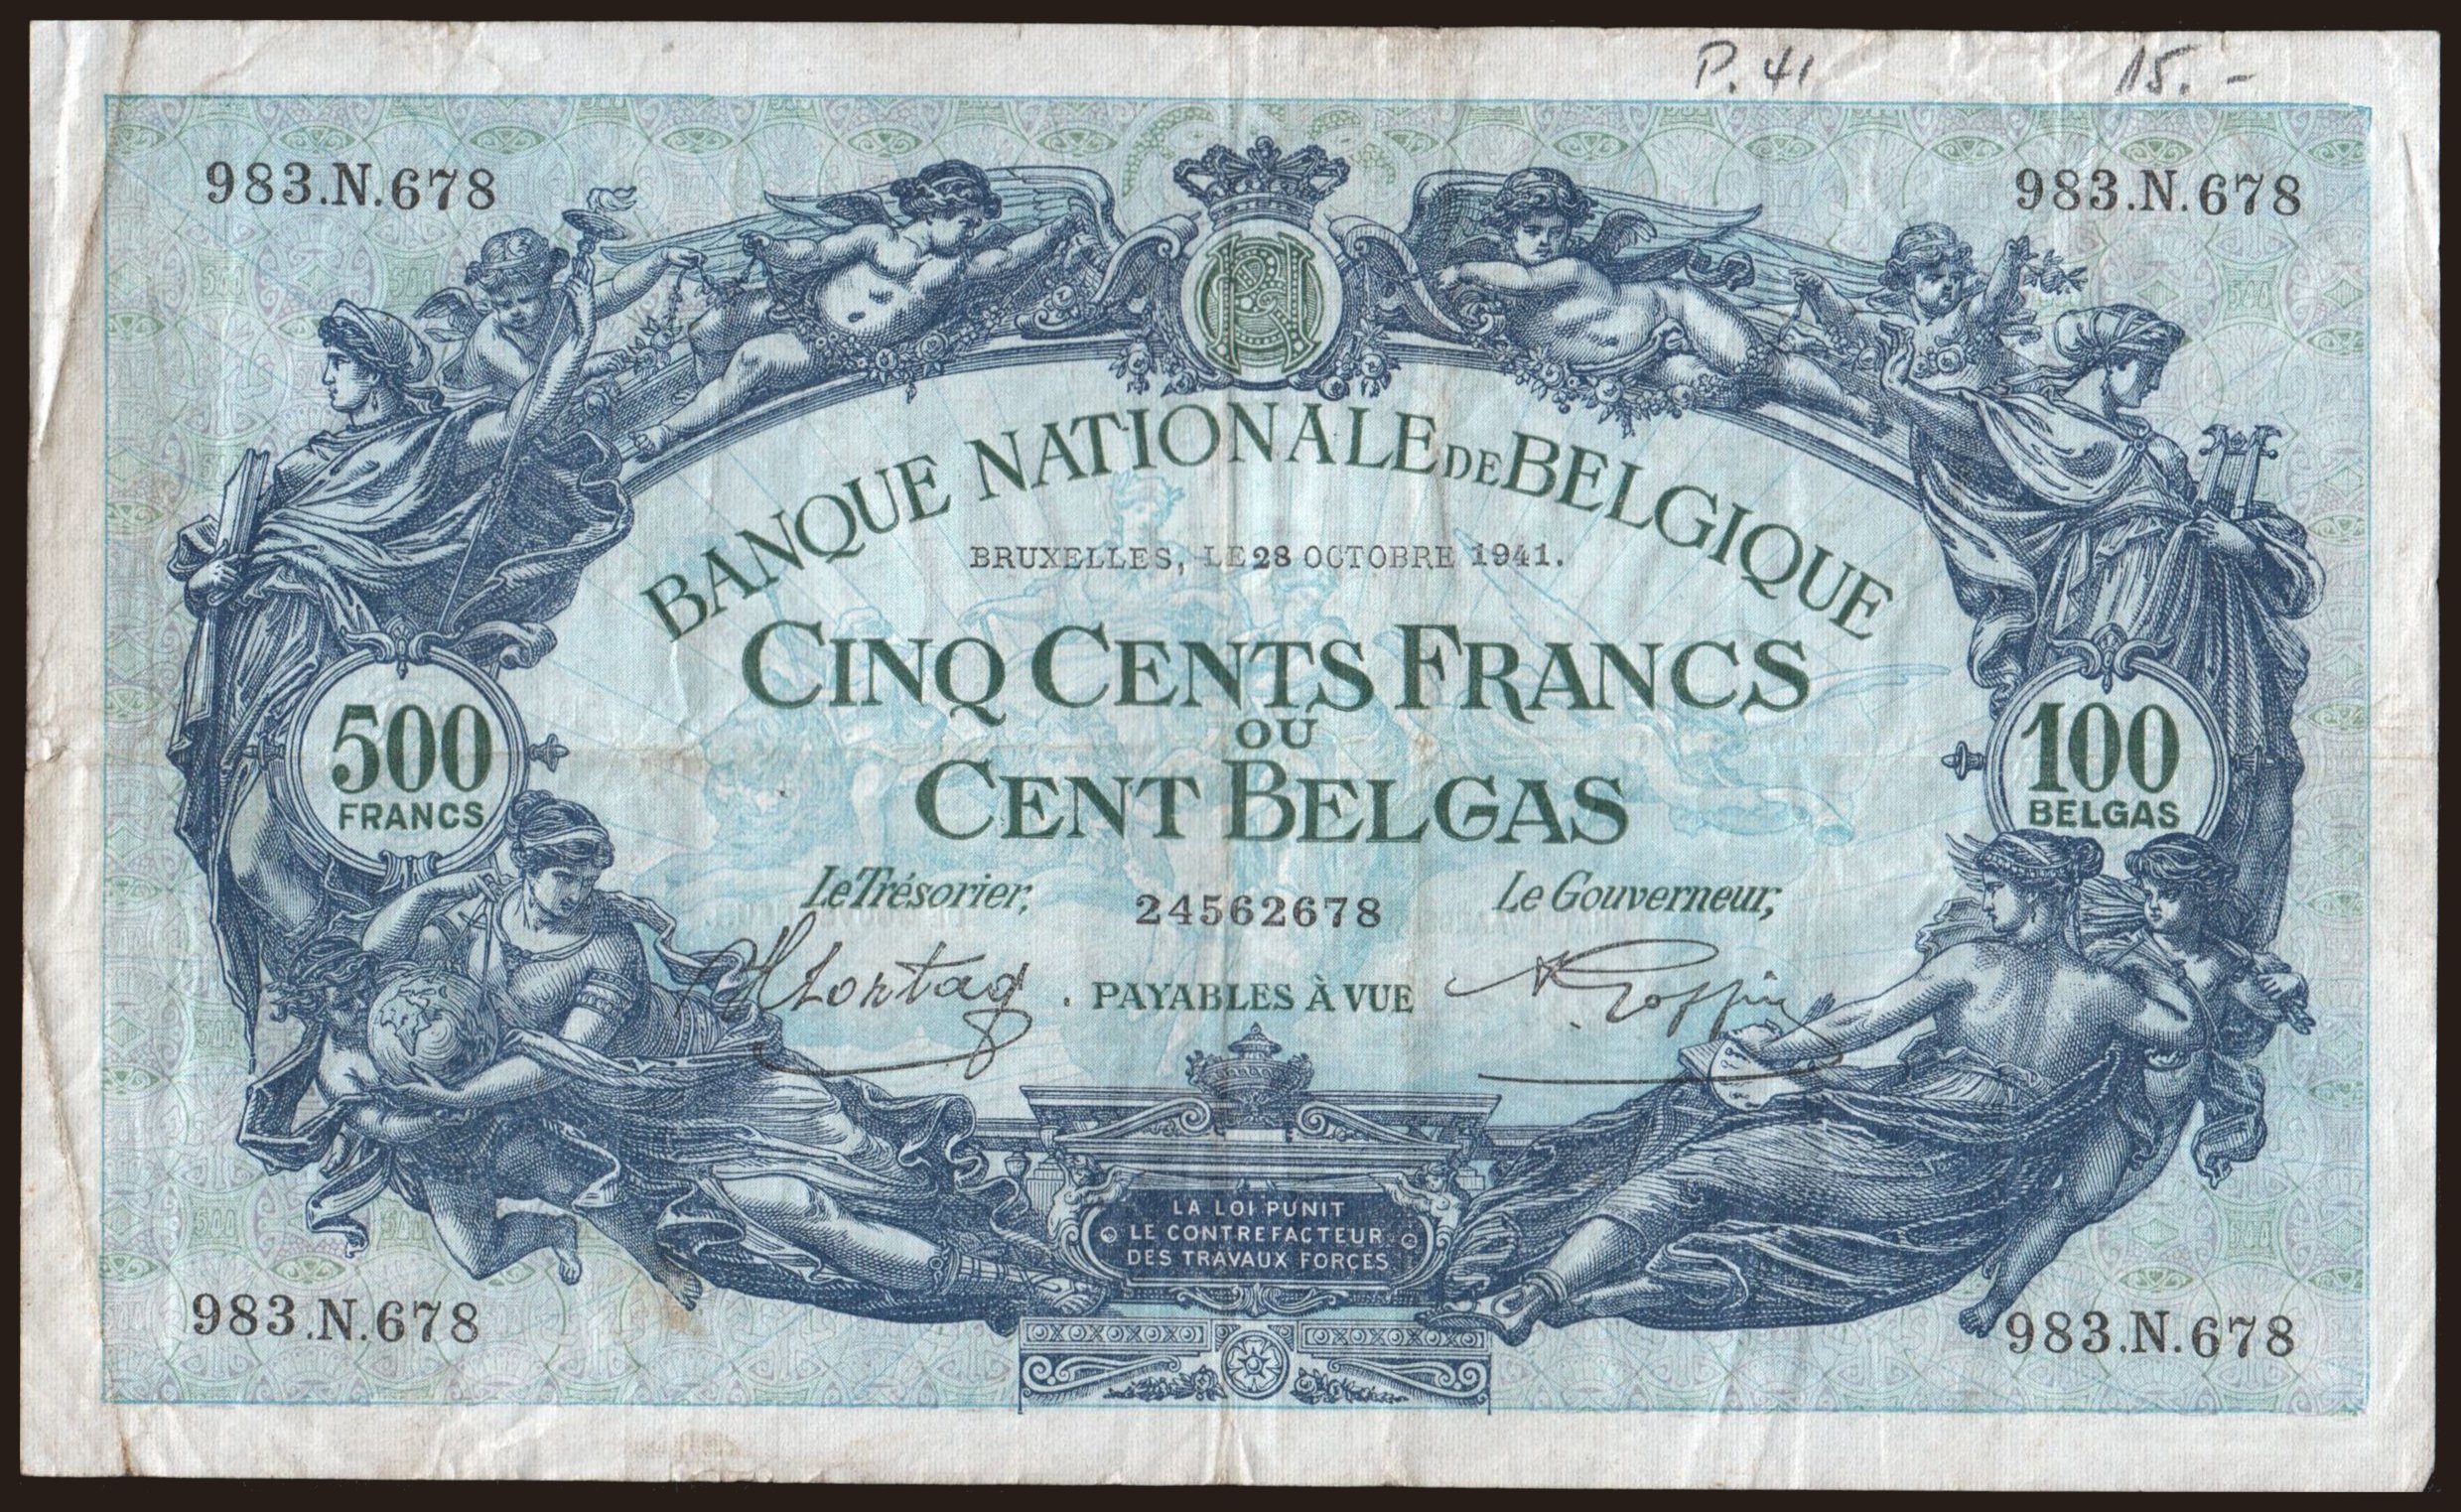 P. 41 15.-
983.N.678 983.N.678
BANQUE NATIONALE DE BELGIQUE
BRUXELLES, LE 28 OCTOBRE 1941.
CINQ CENTS FRANCS
OU
CENT BELGAS
500
FRANCS
100
BELGAS
Le Trésorier, 24562678 Le Gouverneur,
. PAYABLES À VUE
LA LOI PUNIT
LE CONTREFACTEUR
DES TRAVAUX FORCES
983.N.678 983.N.678